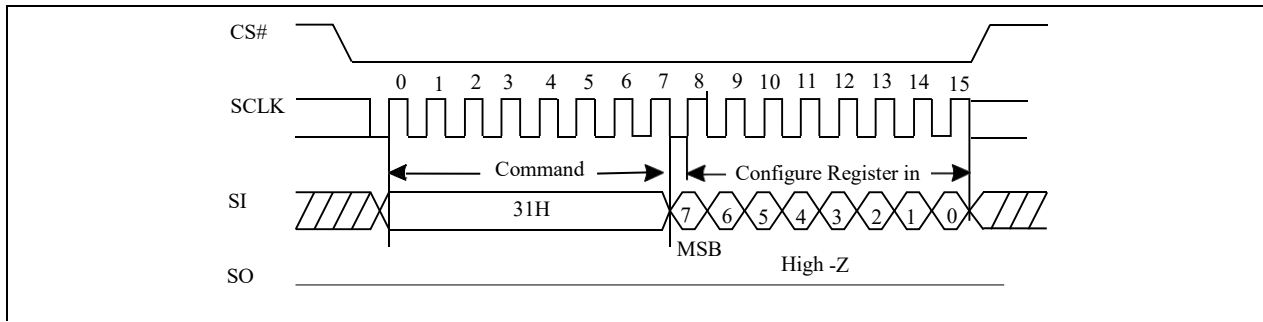 CS#
0 1 2 3 4 5 6 7 8 9 10 11 12 13 14 15
SCLK
Command
Configure Register in
SI
31H
7 6 5 4 3 2 1 0
MSB
High -Z
SO